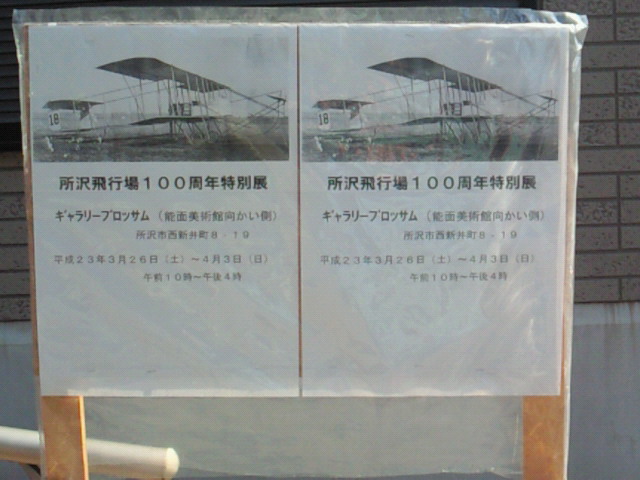 18
所沢飛行場100周年特別展
ギャラリーブロッサム(能面美術館向かい側)
所沢市西新井町8-19
平成23年3月26日(土)~4月3日(日)
午前10時~午後4時
18
所沢飛行場100周年特別展
ギャラリーブロッサム(能面美術館向かい側)
所沢市西新井町8-19
平成23年3月26日(土)~4月3日(日)
午前10時~午後4時